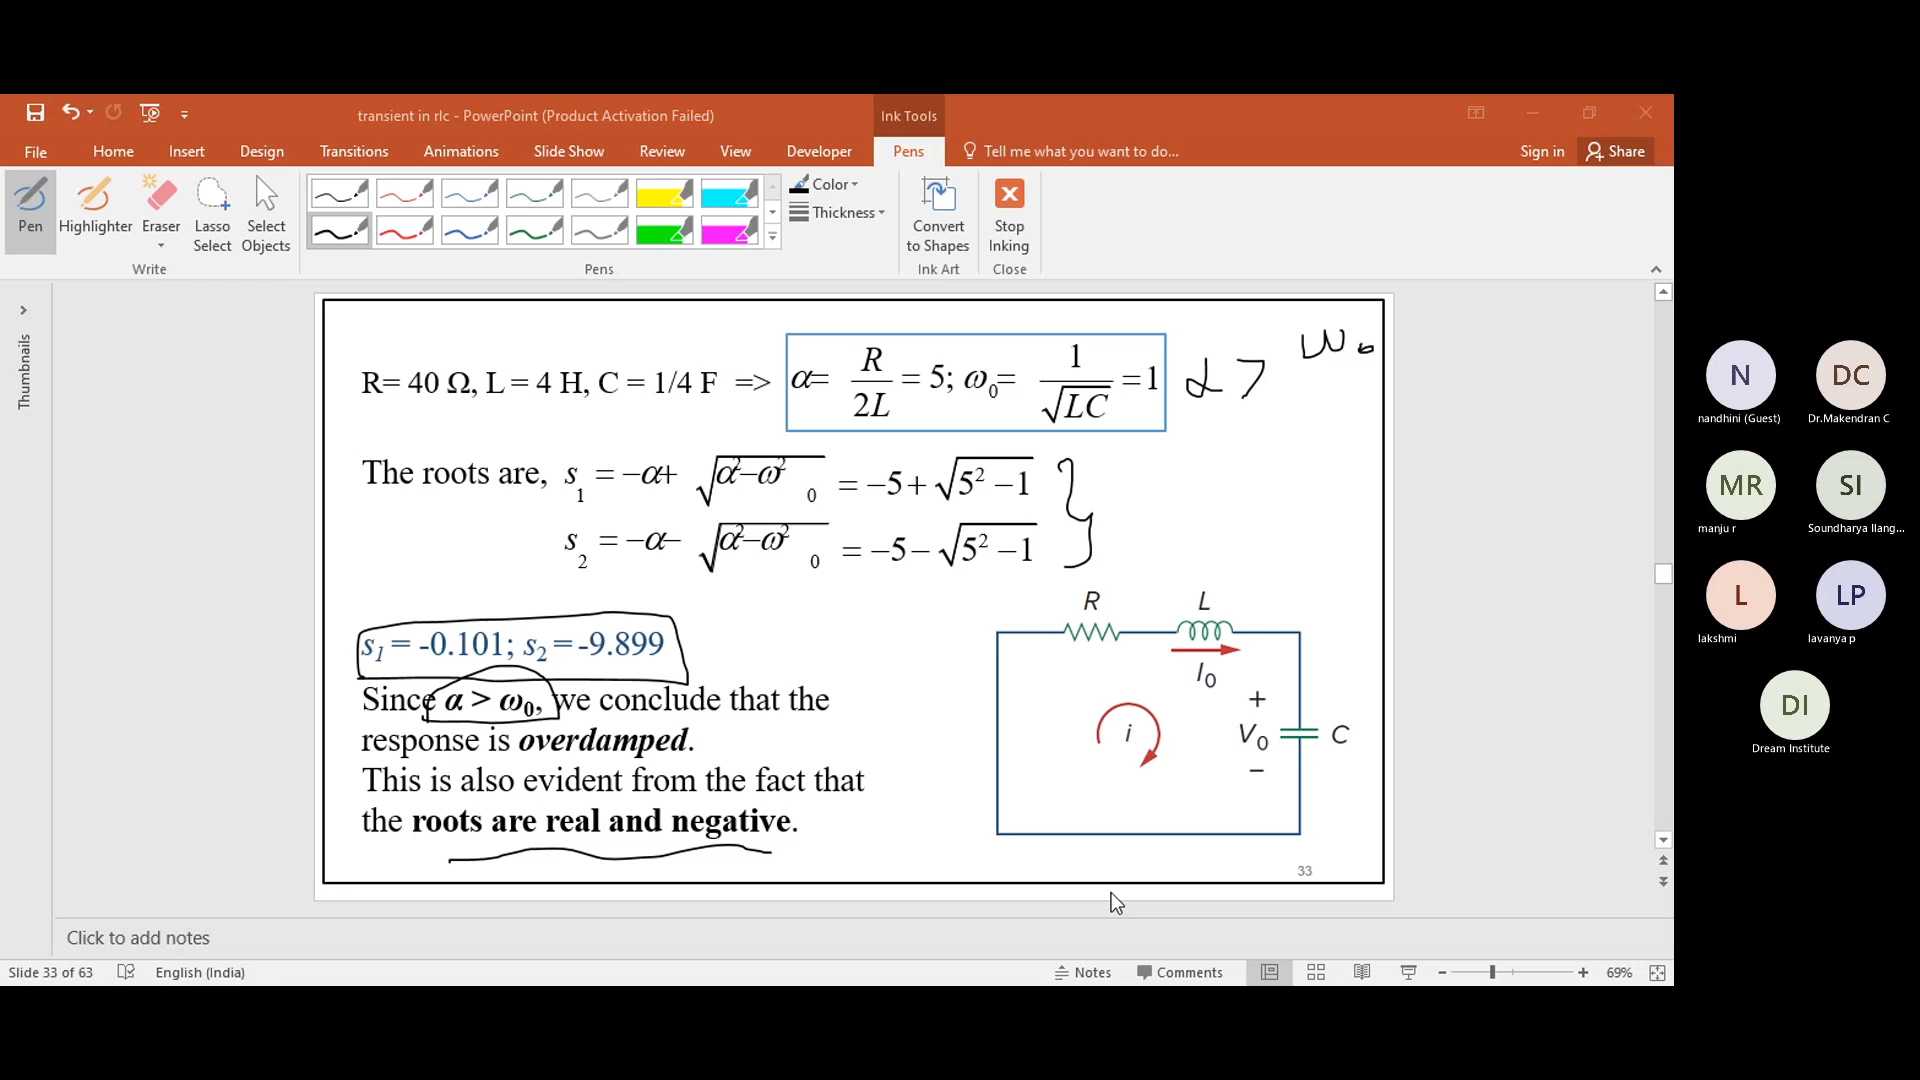 transient in rlc - PowerPoint (Product Activation Failed)
Ink Tools
File Home Insert Design Transitions Animations Slide Show Review View Developer Pens Tell me what you want to do... Sign in Share
Pen Highlighter Eraser Lasso Select Select Objects
Color
Thickness
Convert to Shapes Stop Inking
Write Pens Ink Art Close
Thumbnails
R= 40 Ω, L = 4 H, C = 1/4 F => α= R/2L = 5; ω0= 1/√LC =1 α > ω0
The roots are, s1 = −α+ √α²−ω²0 = −5+ √5² −1 }
s2 = −α− √α²−ω²0 = −5− √5² −1
R L
s1 = -0.101; s2 = -9.899
I0
Since α > ω0, we conclude that the
response is overdamped.
+
i V0 C
−
This is also evident from the fact that
the roots are real and negative.
33
Click to add notes
Slide 33 of 63 English (India) Notes Comments 69%
N DC
nandhini (Guest) Dr.Makendran C
MR SI
manju r Soundharya Ilang...
L LP
lakshmi lavanya p
DI
Dream Institute